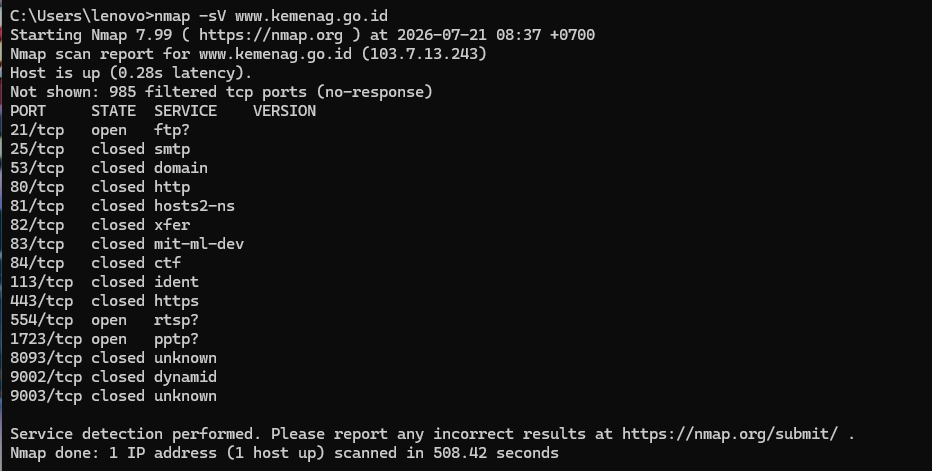 C:\Users\lenovo>nmap -sV www.kemenag.go.id
Starting Nmap 7.99 ( https://nmap.org ) at 2026-07-21 08:37 +0700
Nmap scan report for www.kemenag.go.id (103.7.13.243)
Host is up (0.28s latency).
Not shown: 985 filtered tcp ports (no-response)
PORT     STATE  SERVICE    VERSION
21/tcp   open   ftp?
25/tcp   closed smtp
53/tcp   closed domain
80/tcp   closed http
81/tcp   closed hosts2-ns
82/tcp   closed xfer
83/tcp   closed mit-ml-dev
84/tcp   closed ctf
113/tcp  closed ident
443/tcp  closed https
554/tcp  open   rtsp?
1723/tcp open   pptp?
8093/tcp closed unknown
9002/tcp closed dynamid
9003/tcp closed unknown

Service detection performed. Please report any incorrect results at https://nmap.org/submit/ .
Nmap done: 1 IP address (1 host up) scanned in 508.42 seconds